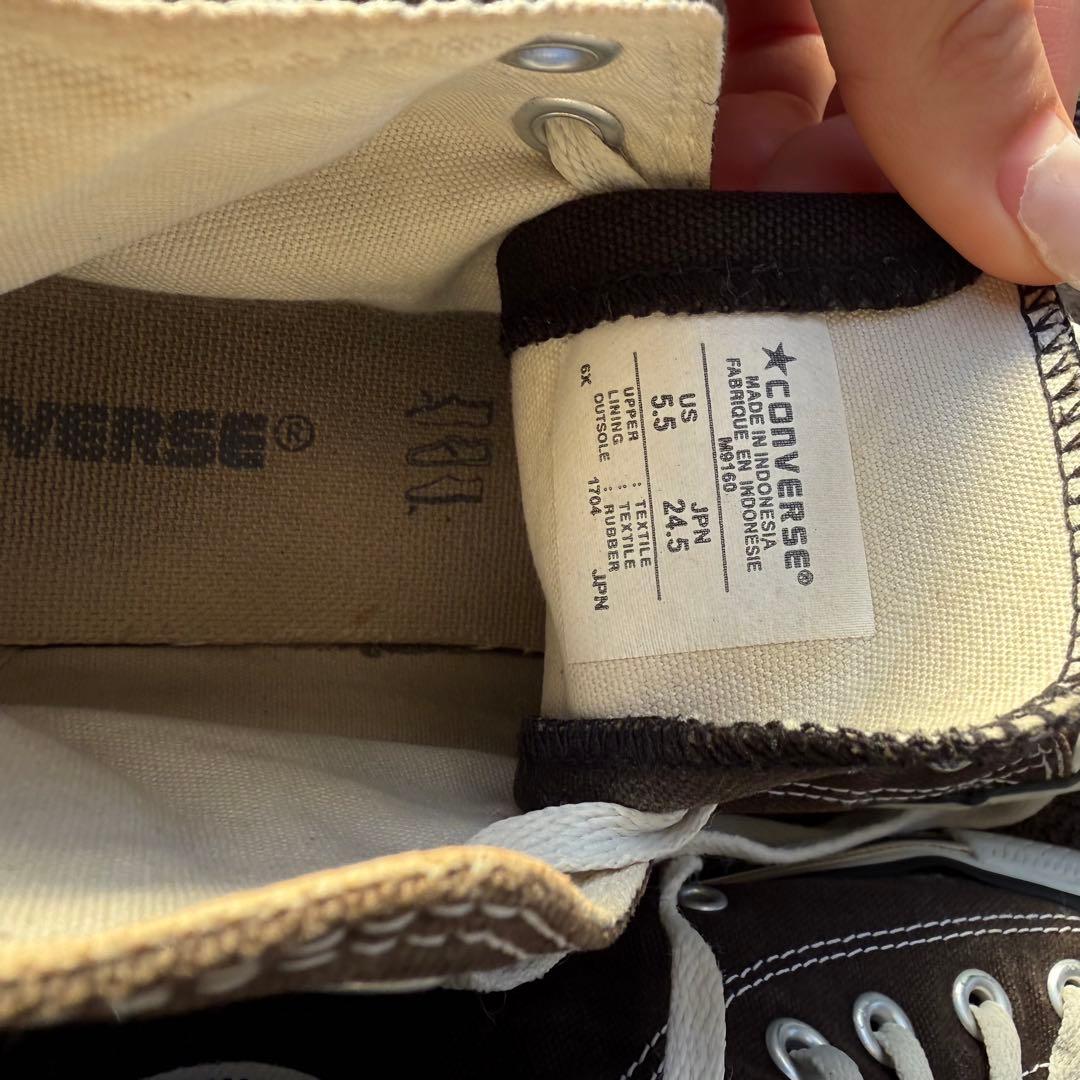 ★CONVERSE®
MADE IN INDONESIA
FABRIQUE EN INDONÉSIE
M9160
US JPN
5.5 24.5
UPPER : TEXTILE
LINING : TEXTILE
OUTSOLE : RUBBER
6X 1704 JPN
VERSE®